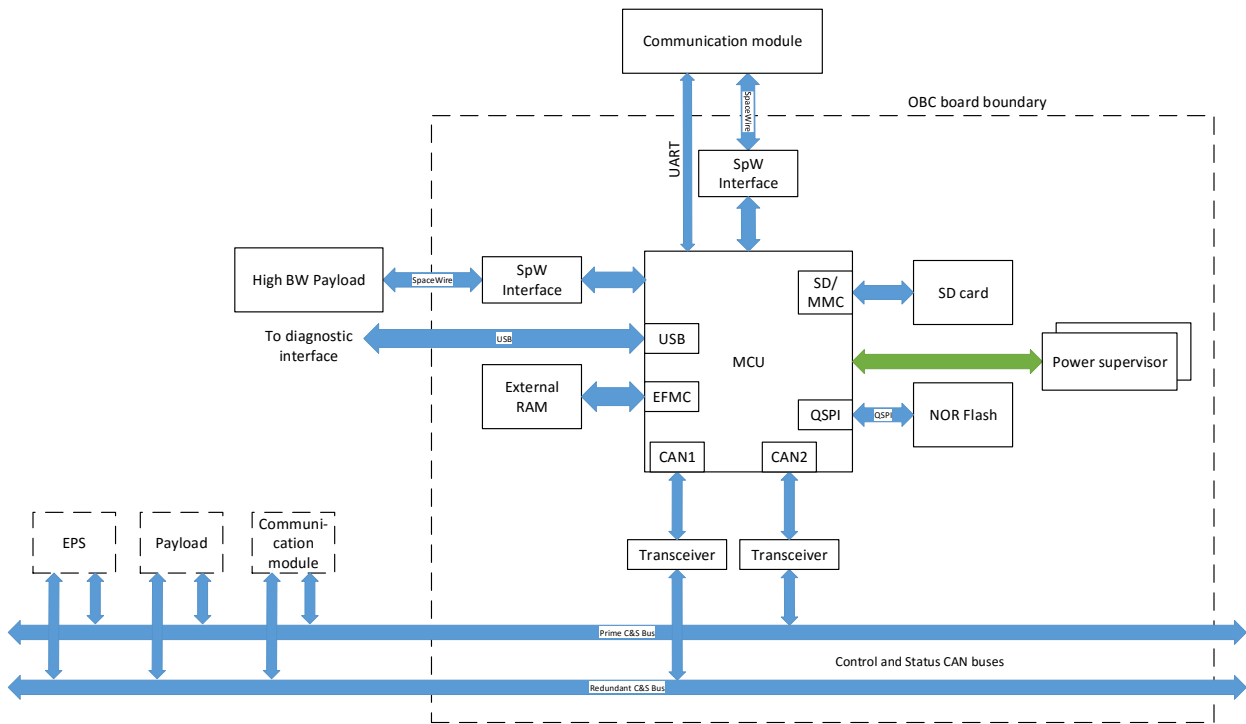 Communication module
OBC board boundary
SpaceWire
UART
SpW
Interface
High BW Payload
SpaceWire
SpW
Interface
SD/
MMC
SD card
To diagnostic
interface
USB
USB
MCU
Power supervisor
External
RAM
EFMC
QSPI
QSPI
NOR Flash
CAN1
CAN2
EPS
Payload
Communi-
cation
module
Transceiver
Transceiver
Prime C&S Bus
Control and Status CAN buses
Redundant C&S Bus